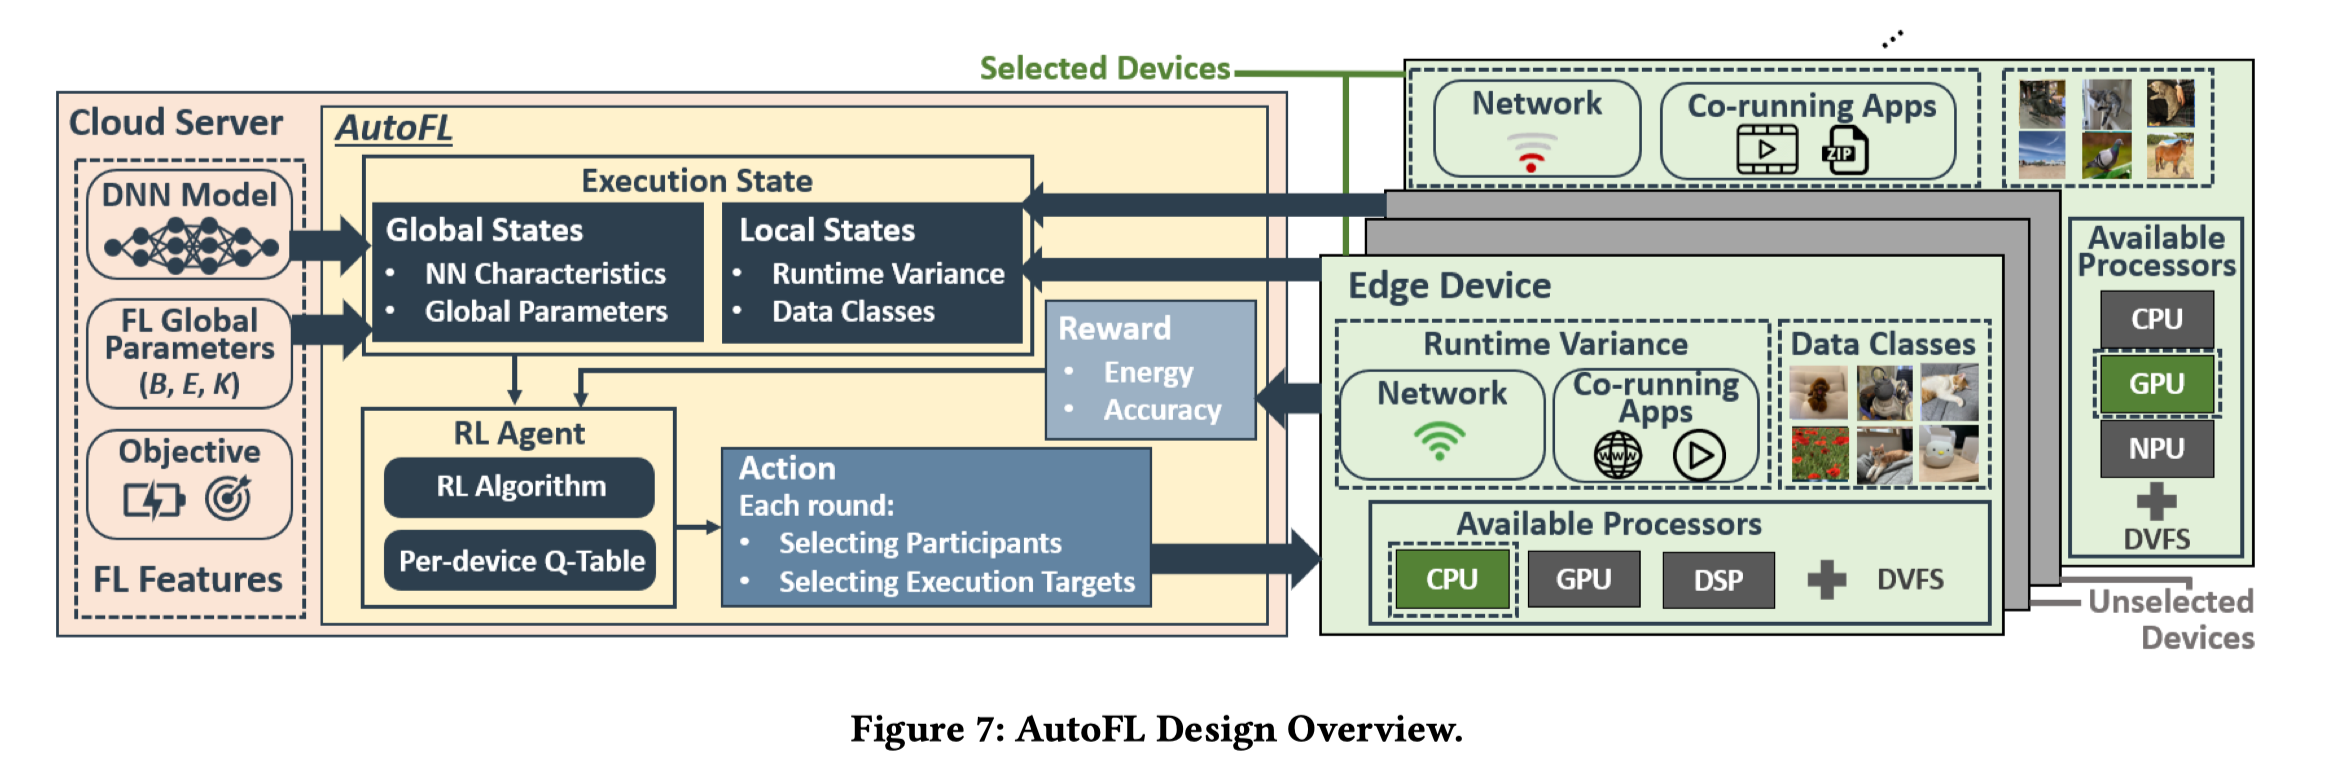 Selected Devices
Cloud Server
DNN Model
FL Global
Parameters
(B, E, K)
Objective
FL Features
AutoFL
Execution State
Global States
• NN Characteristics
• Global Parameters
Local States
• Runtime Variance
• Data Classes
Reward
• Energy
• Accuracy
RL Agent
RL Algorithm
Per-device Q-Table
Action
Each round:
• Selecting Participants
• Selecting Execution Targets
Network
Co-running Apps
ZIP
Available
Processors
CPU
GPU
NPU
DVFS
Edge Device
Runtime Variance
Network
Co-running
Apps
www
Data Classes
Available Processors
CPU
GPU
DSP
DVFS
Unselected
Devices
Figure 7: AutoFL Design Overview.